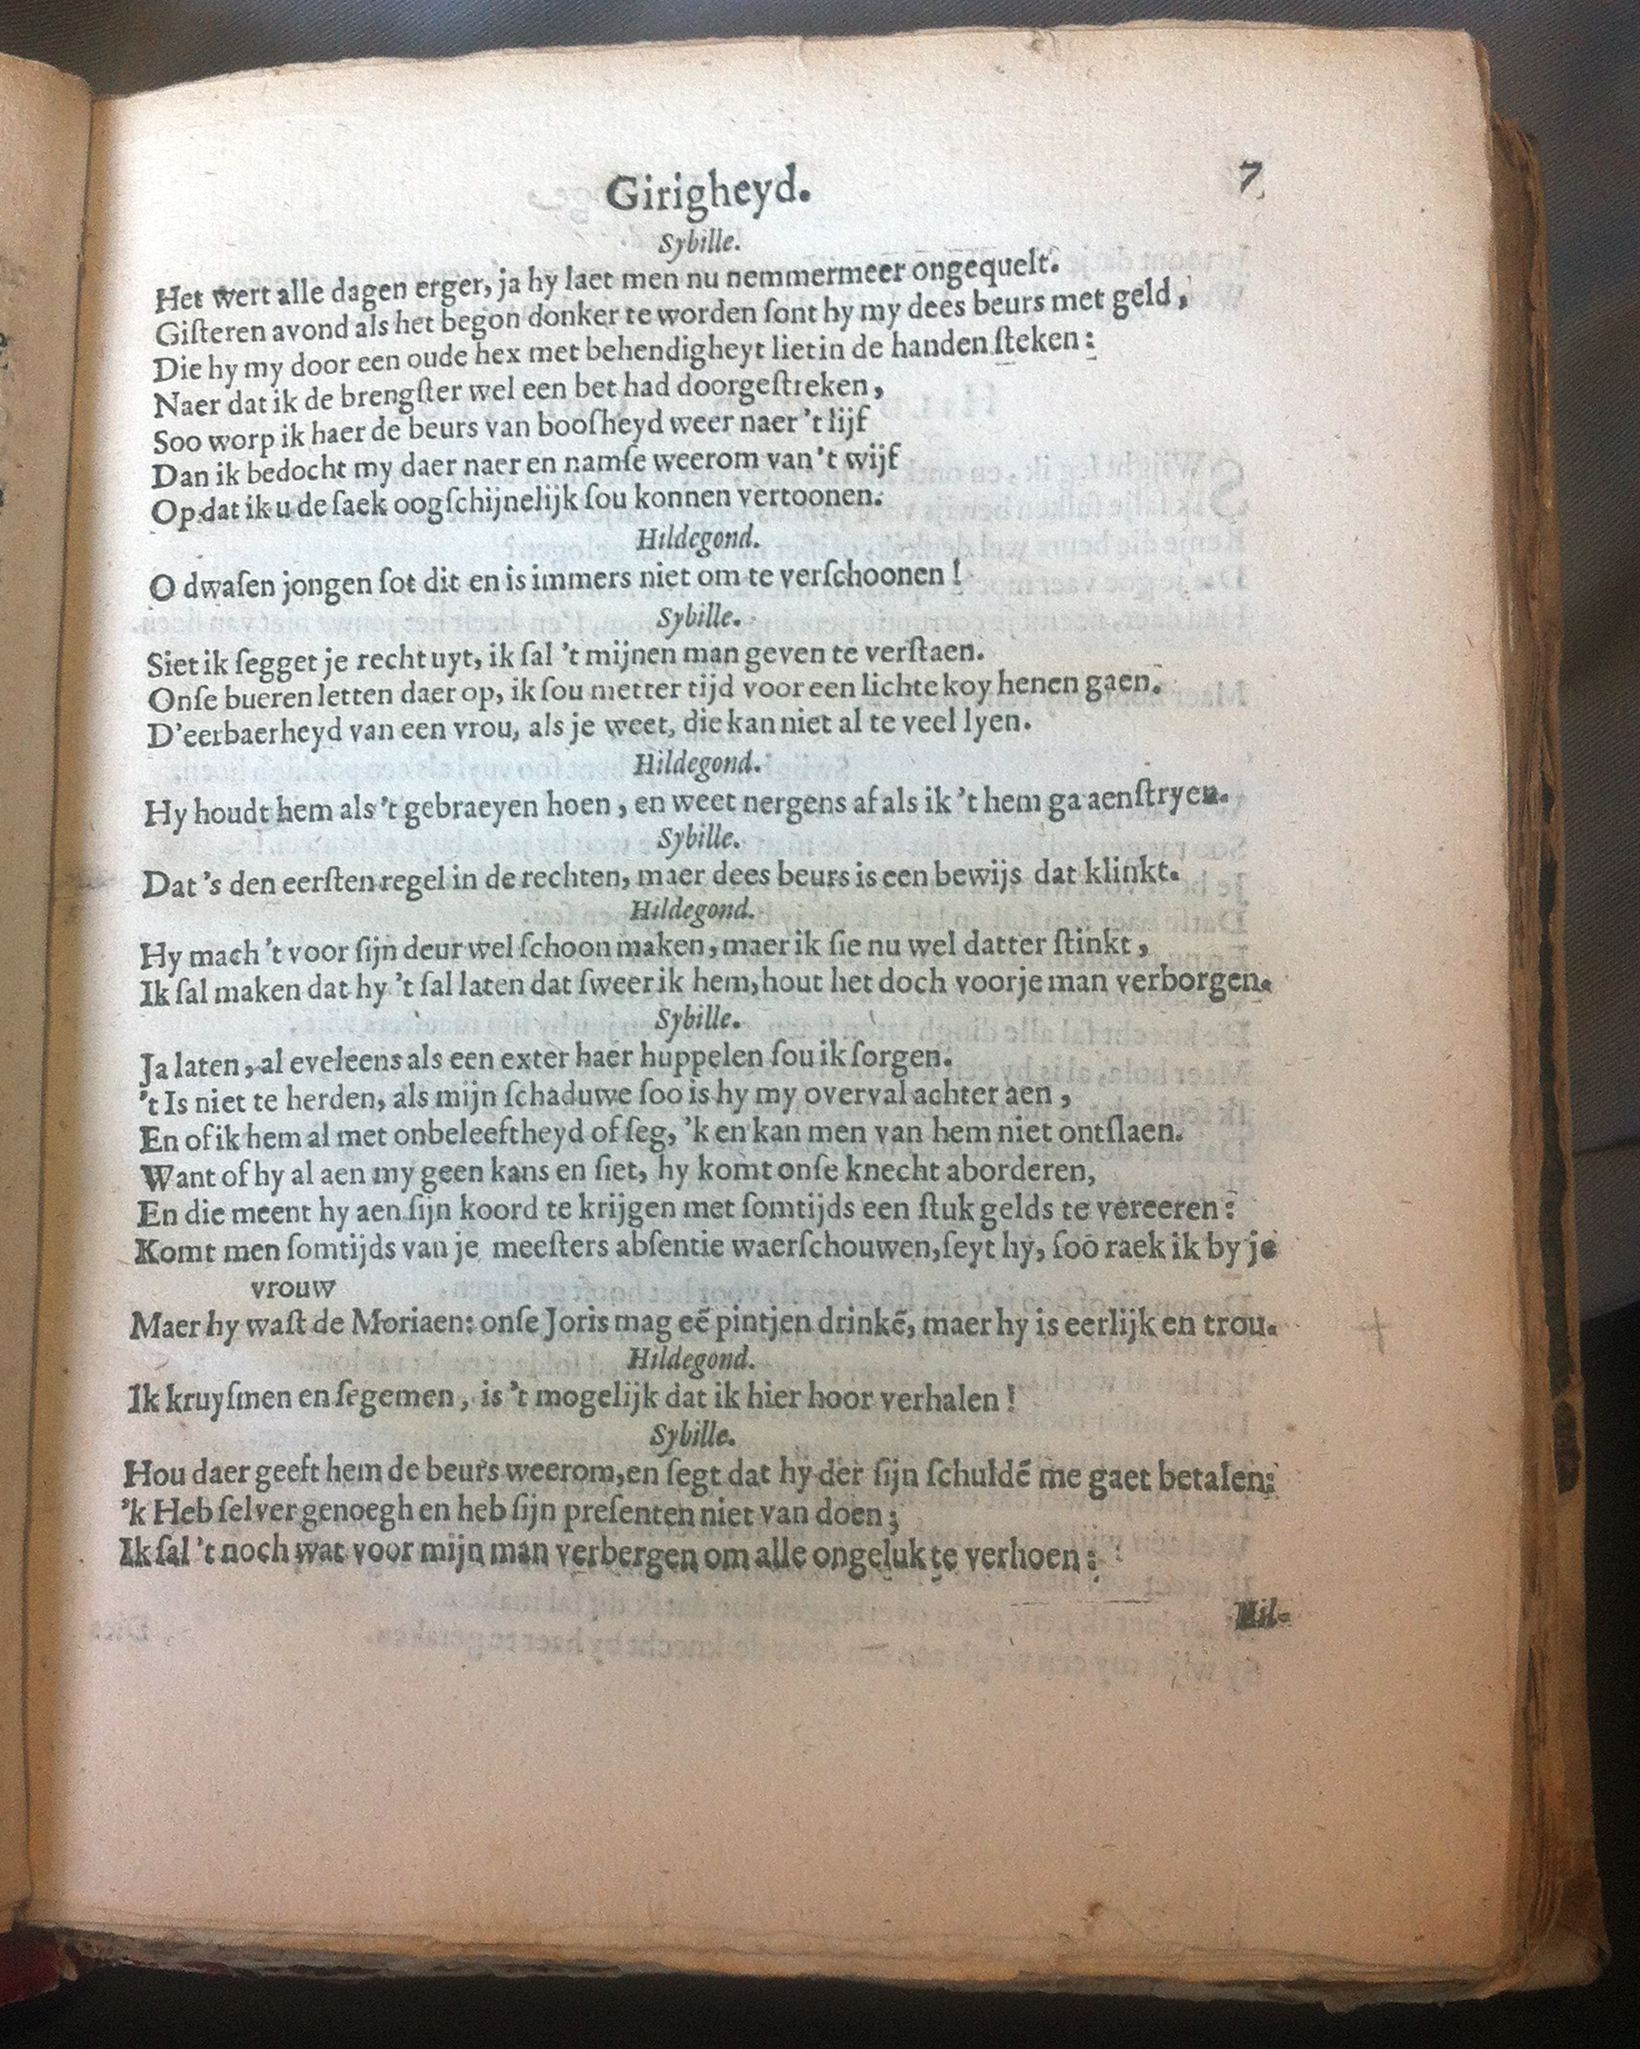 Girigheyd. 7
Sybille.
Het wert alle dagen erger, ja hy laet men nu nemmermeer ongequelt.
Giſteren avond als het begon donker te worden ſont hy my dees beurs met geld,
Die hy my door een oude hex met behendigheyt liet in de handen ſteken:
Naer dat ik de brengſter wel een bet had doorgeſtreken,
Soo worp ik haer de beurs van booſheyd weer naer 't lijf
Dan ik bedocht my daer naer en namſe weerom van 't wijf
Op dat ik u de ſaek oogſchijnelijk ſou konnen vertoonen.
Hildegond.
O dwaſen jongen ſot dit en is immers niet om te verſchoonen!
Sybille.
Siet ik ſegget je recht uyt, ik ſal 't mijnen man geven te verſtaen.
Onſe bueren letten daer op, ik ſou metter tijd voor een lichte koy henen gaen.
D'eerbaerheyd van een vrou, als je weet, die kan niet al te veel lyen.
Hildegond.
Hy houdt hem als 't gebraeyen hoen, en weet nergens af als ik 't hem ga aenſtryen.
Sybille.
Dat 's den eerſten regel in de rechten, maer dees beurs is een bewijs dat klinkt.
Hildegond.
Hy mach 't voor ſijn deur wel ſchoon maken, maer ik ſie nu wel datter ſtinkt,
Ik ſal maken dat hy 't ſal laten dat ſweer ik hem, hout het doch voor je man verborgen.
Sybille.
Ja laten, al eveleens als een exter haer huppelen ſou ik ſorgen.
't Is niet te herden, als mijn ſchaduwe ſoo is hy my overval achter aen,
En of ik hem al met onbeleeftheyd of ſeg, 'k en kan men van hem niet ontſlaen.
Want of hy al aen my geen kans en ſiet, hy komt onſe knecht aborderen,
En die meent hy aen ſijn koord te krijgen met ſomtijds een ſtuk gelds te vereeren:
Komt men ſomtijds van je meeſters abſentie waerſchouwen, ſeyt hy, ſoo raek ik by je
vrouw
Maer hy waſt de Moriaen: onſe Joris mag eẽ pintjen drinkẽ, maer hy is eerlijk en trou.
Hildegond.
Ik kruyſmen en ſegemen, is 't mogelijk dat ik hier hoor verhalen!
Sybille.
Hou daer geeft hem de beurs weerom, en ſegt dat hy der ſijn ſchuldẽ me gaet betalen:
'k Heb ſelver genoegh en heb ſijn preſenten niet van doen;
Ik ſal 't noch wat voor mijn man verbergen om alle ongeluk te verhoen:
Hil-